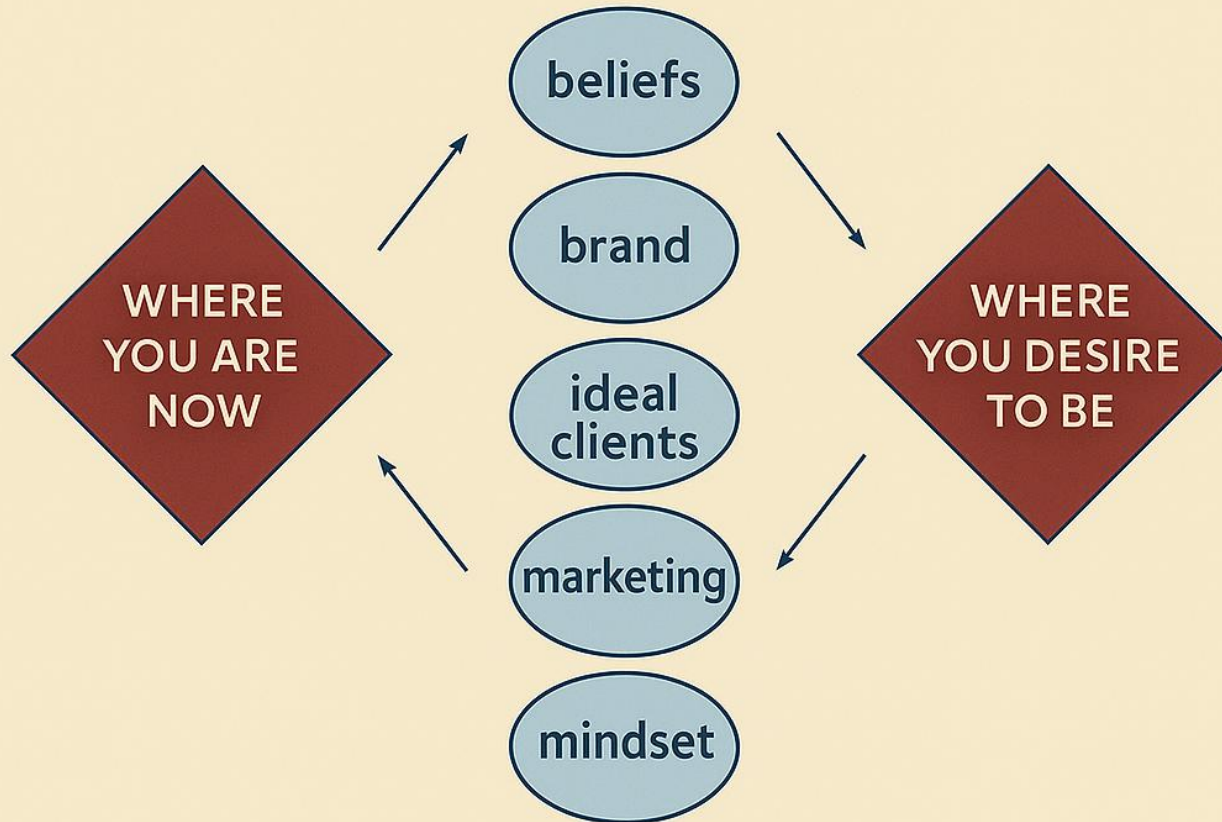 beliefs
brand
ideal
clients
marketing
mindset
WHERE
YOU ARE
NOW
WHERE
YOU DESIRE
TO BE